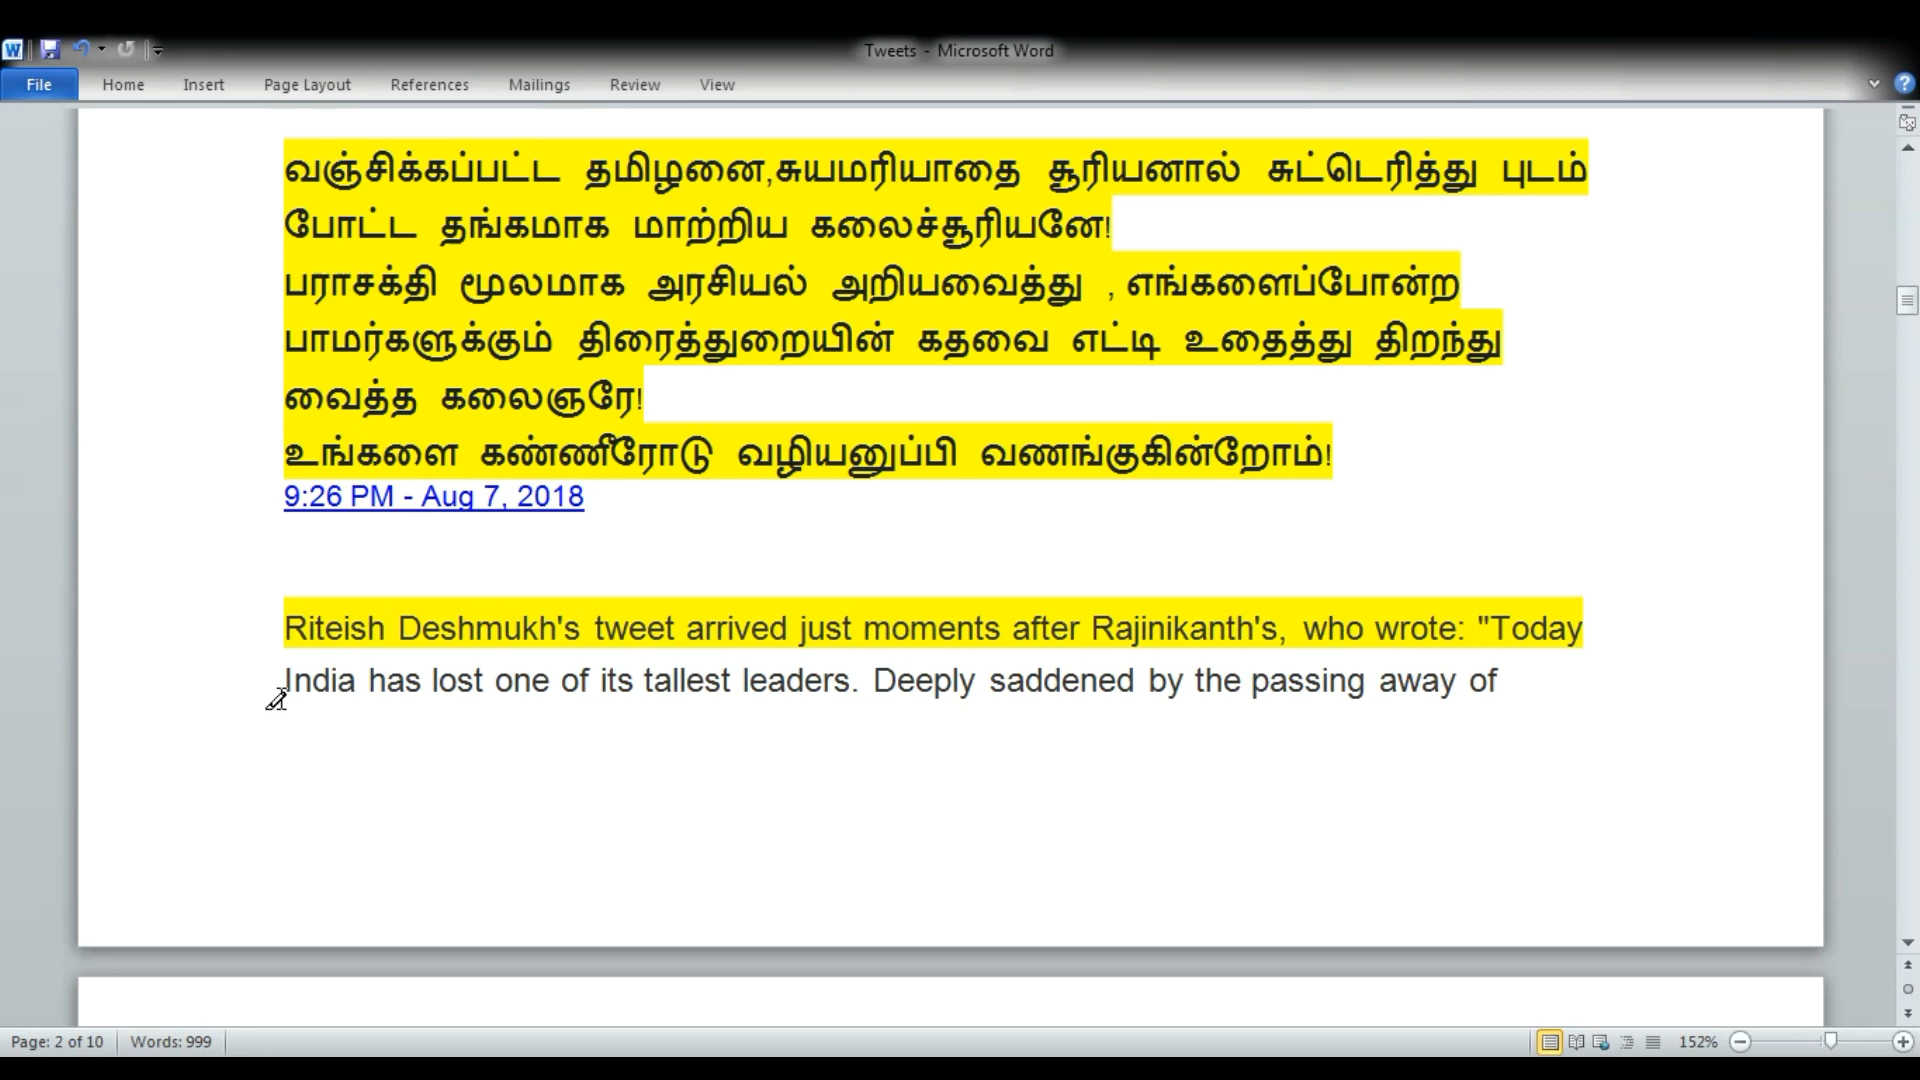 Tweets - Microsoft Word
File Home Insert Page Layout References Mailings Review View
வஞ்சிக்கப்பட்ட தமிழனை,சுயமரியாதை சூரியனால் சுட்டெரித்து புடம்
போட்ட தங்கமாக மாற்றிய கலைச்சூரியனே!
பராசக்தி மூலமாக அரசியல் அறியவைத்து , எங்களைப்போன்ற
பாமர்களுக்கும் திரைத்துறையின் கதவை எட்டி உதைத்து திறந்து
வைத்த கலைஞரே!
உங்களை கண்ணீரோடு வழியனுப்பி வணங்குகின்றோம்!
9:26 PM - Aug 7, 2018
Riteish Deshmukh's tweet arrived just moments after Rajinikanth's, who wrote: "Today
India has lost one of its tallest leaders. Deeply saddened by the passing away of
Page: 2 of 10 Words: 999 152%